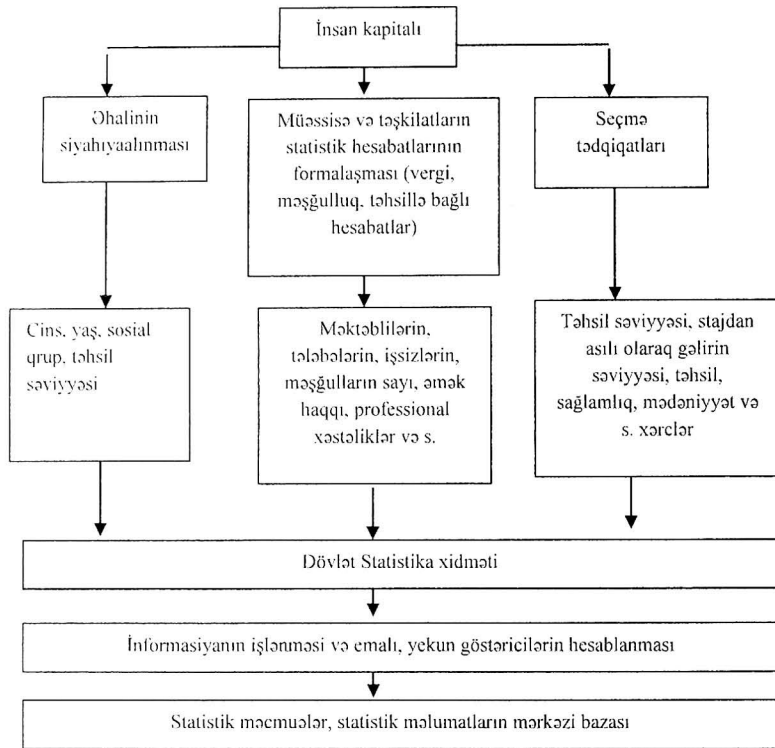 İnsan kapitalı
Əhalinin
siyahıyaalınması
Müəssisə və təşkilatların
statistik hesabatlarının
formalaşması (vergi,
məşğulluq, təhsillə bağlı
hesabatlar)
Seçmə
tədqiqatları
Cins, yaş, sosial
qrup, təhsil
səviyyəsi
Məktəblilərin,
tələbələrin, işsizlərin,
məşğulların sayı, əmək
haqqı, professional
xəstəliklər və s.
Təhsil səviyyəsi, stajdan
asılı olaraq gəlirin
səviyyəsi, təhsil,
sağlamlıq, mədəniyyət və
s. xərclər
Dövlət Statistika xidməti
İnformasiyanın işlənməsi və emalı, yekun göstəricilərin hesablanması
Statistik məcmuələr, statistik məlumatların mərkəzi bazası